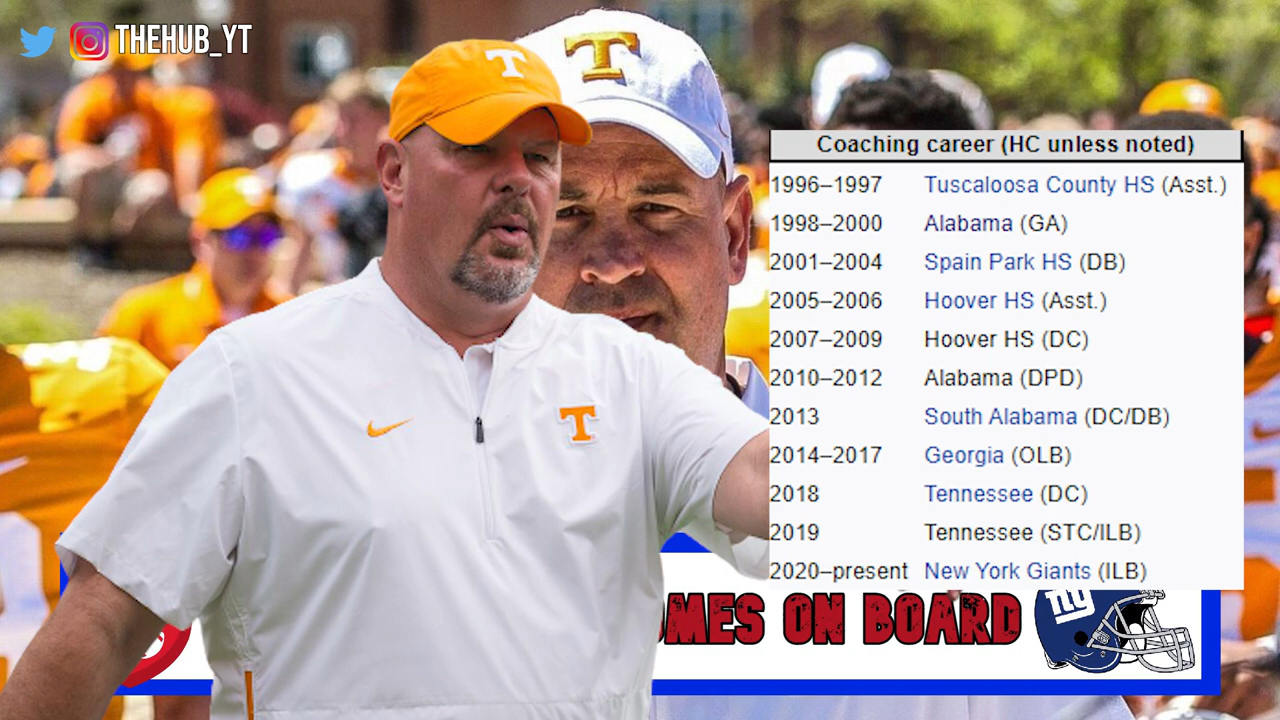 THEHUB_YT
T
T
Coaching career (HC unless noted)
1996–1997 Tuscaloosa County HS (Asst.)
1998–2000 Alabama (GA)
2001–2004 Spain Park HS (DB)
2005–2006 Hoover HS (Asst.)
2007–2009 Hoover HS (DC)
2010–2012 Alabama (DPD)
2013 South Alabama (DC/DB)
2014–2017 Georgia (OLB)
2018 Tennessee (DC)
2019 Tennessee (STC/ILB)
2020–present New York Giants (ILB)
T
ON BOARD
ny